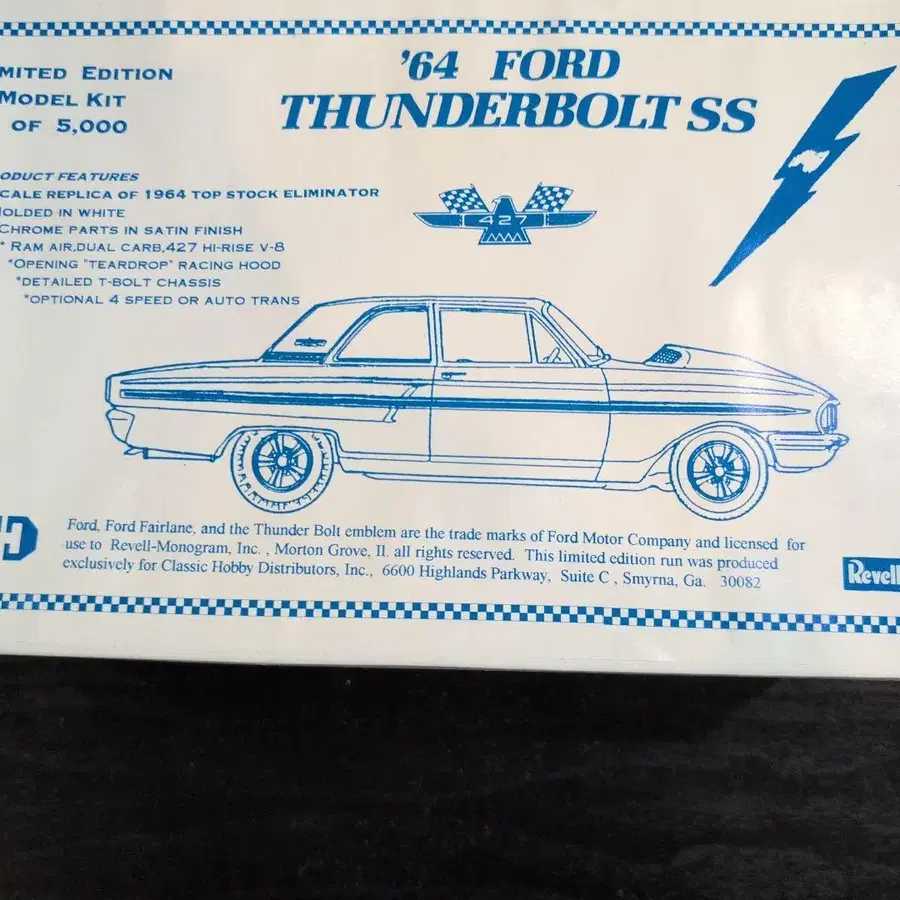 MITED EDITION
MODEL KIT
OF 5,000
'64 FORD
THUNDERBOLT SS
ODUCT FEATURES
CALE REPLICA OF 1964 TOP STOCK ELIMINATOR
OLDED IN WHITE
CHROME PARTS IN SATIN FINISH
* RAM AIR,DUAL CARB,427 HI-RISE V-8
*OPENING "TEARDROP" RACING HOOD
*DETAILED T-BOLT CHASSIS
*OPTIONAL 4 SPEED OR AUTO TRANS
427
Ford, Ford Fairlane, and the Thunder Bolt emblem are the trade marks of Ford Motor Company and licensed for
use to Revell-Monogram, Inc. , Morton Grove, Il. all rights reserved. This limited edition run was produced
exclusively for Classic Hobby Distributors, Inc., 6600 Highlands Parkway, Suite C , Smyrna, Ga. 30082
Revell